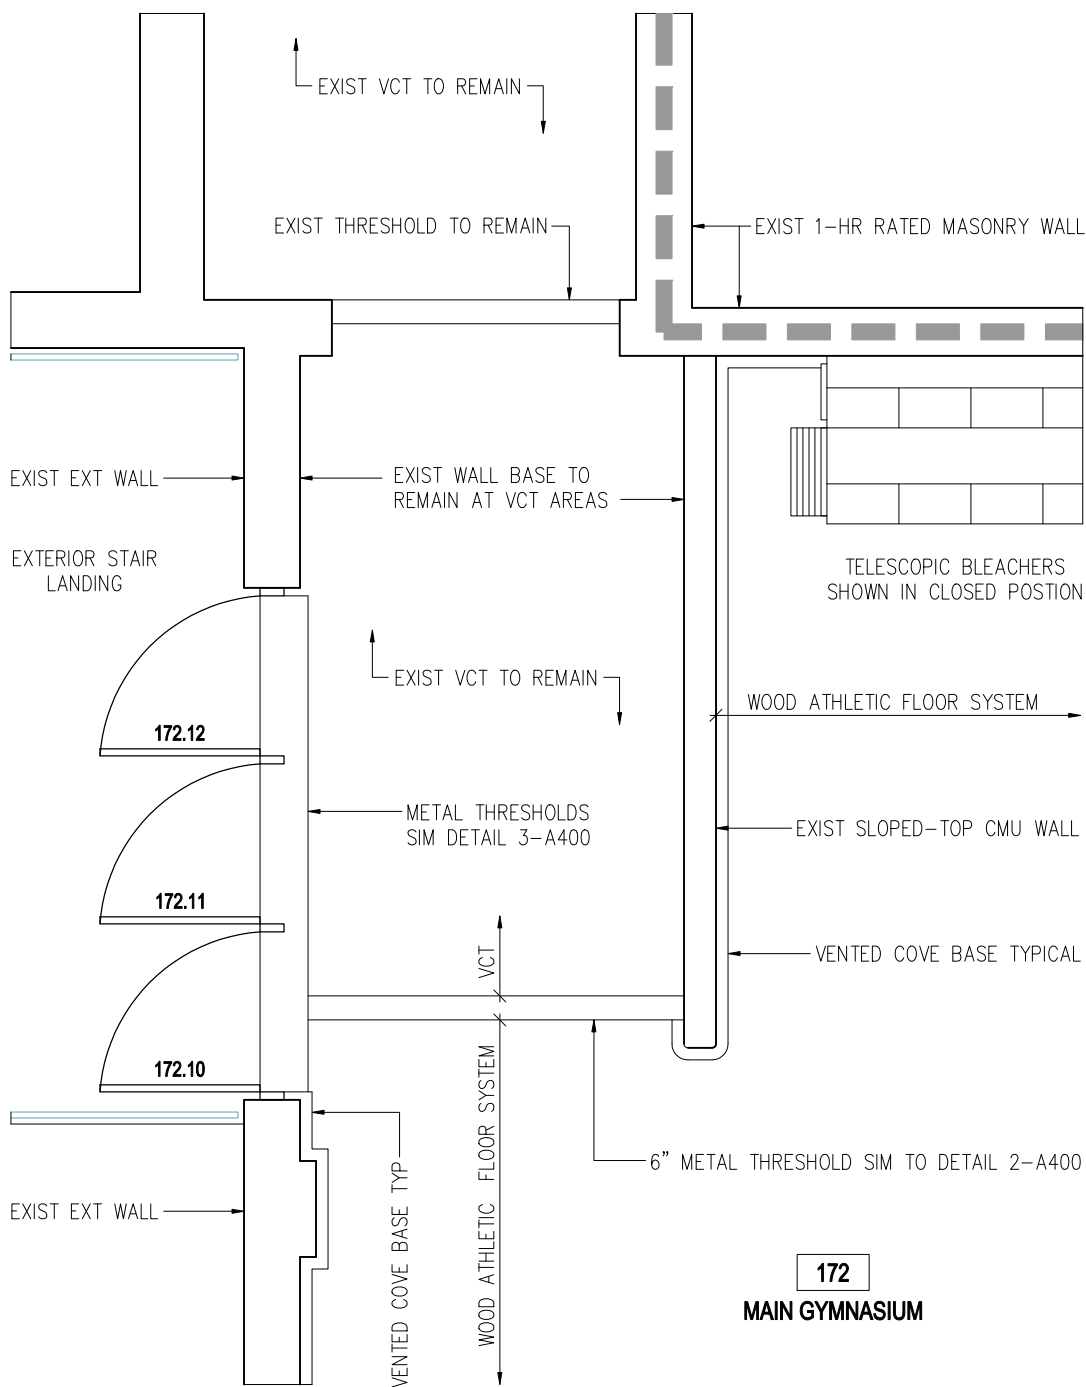 EXIST VCT TO REMAIN
EXIST THRESHOLD TO REMAIN
EXIST 1-HR RATED MASONRY WALL
EXIST EXT WALL
EXIST WALL BASE TO
REMAIN AT VCT AREAS
EXTERIOR STAIR
LANDING
TELESCOPIC BLEACHERS
SHOWN IN CLOSED POSTION
EXIST VCT TO REMAIN
WOOD ATHLETIC FLOOR SYSTEM
172.12
METAL THRESHOLDS
SIM DETAIL 3-A400
EXIST SLOPED-TOP CMU WALL
172.11
VCT
VENTED COVE BASE TYPICAL
172.10
WOOD ATHLETIC FLOOR SYSTEM
VENTED COVE BASE TYP
6" METAL THRESHOLD SIM TO DETAIL 2-A400
EXIST EXT WALL
172
MAIN GYMNASIUM